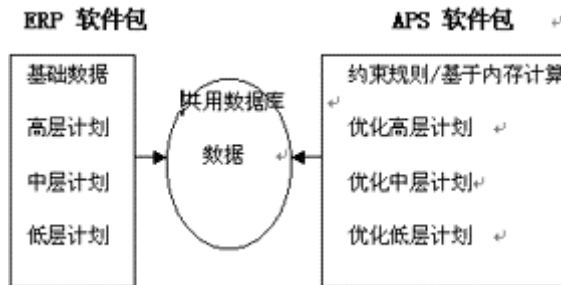 ERP 软件包
APS 软件包
基础数据
高层计划
中层计划
低层计划
共用数据库
数据
约束规则/基于内存计算
优化高层计划
优化中层计划
优化低层计划